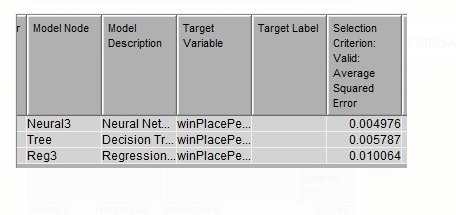 r Model Node Model Description Target Variable Target Label Selection Criterion: Valid: Average Squared Error
Neural3 Neural Net... winPlacePe... 0.004976
Tree Decision Tr... winPlacePe... 0.005787
Reg3 Regression... winPlacePe... 0.010064